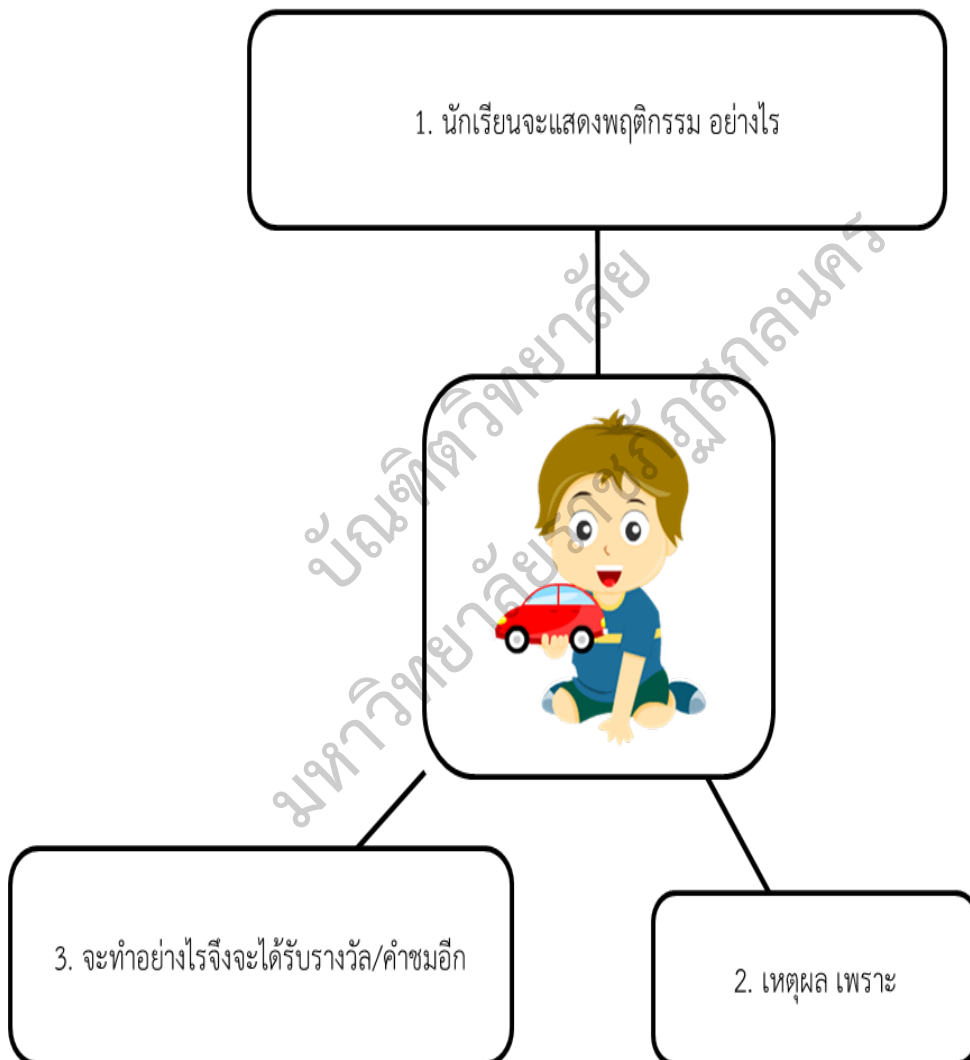 1. นักเรียนจะแสดงพฤติกรรม อย่างไร
บัณฑิตวิทยาลัย
มหาวิทยาลัยราชภัฏสกลนคร
3. จะทำอย่างไรจึงจะได้รับรางวัล/คำชมอีก
2. เหตุผล เพราะ